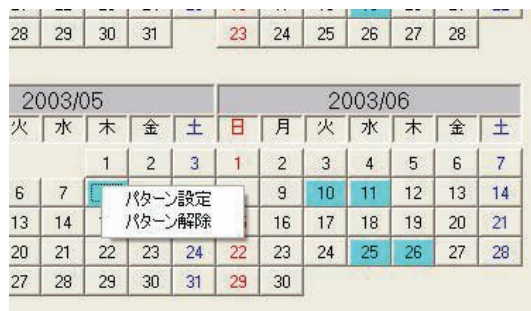 28 29 30 31 23 24 25 26 27 28
2003/05 2003/06
火 水 木 金 土 日 月 火 水 木 金 土
1 2 3 1 2 3 4 5 6 7
6 7 パターン設定 9 10 11 12 13 14
13 14 パターン解除 16 17 18 19 20 21
20 21 22 23 24 22 23 24 25 26 27 28
27 28 29 30 31 29 30